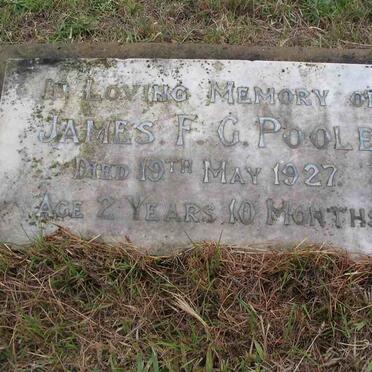 In Loving Memory of
James. F. G. Poole
Died 19th May 1927
Age 2 Years 10 Months